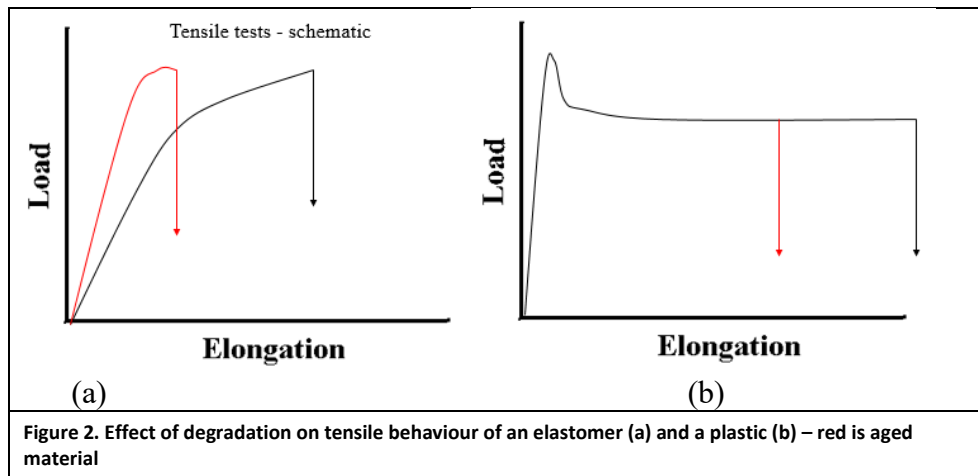 Tensile tests - schematic
Load
Elongation
(a)
Load
Elongation
(b)
Figure 2. Effect of degradation on tensile behaviour of an elastomer (a) and a plastic (b) – red is aged
material